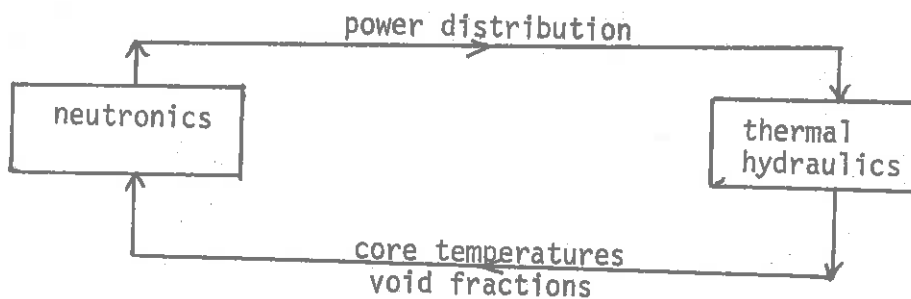 power distribution
neutronics
thermal
hydraulics
core temperatures
void fractions